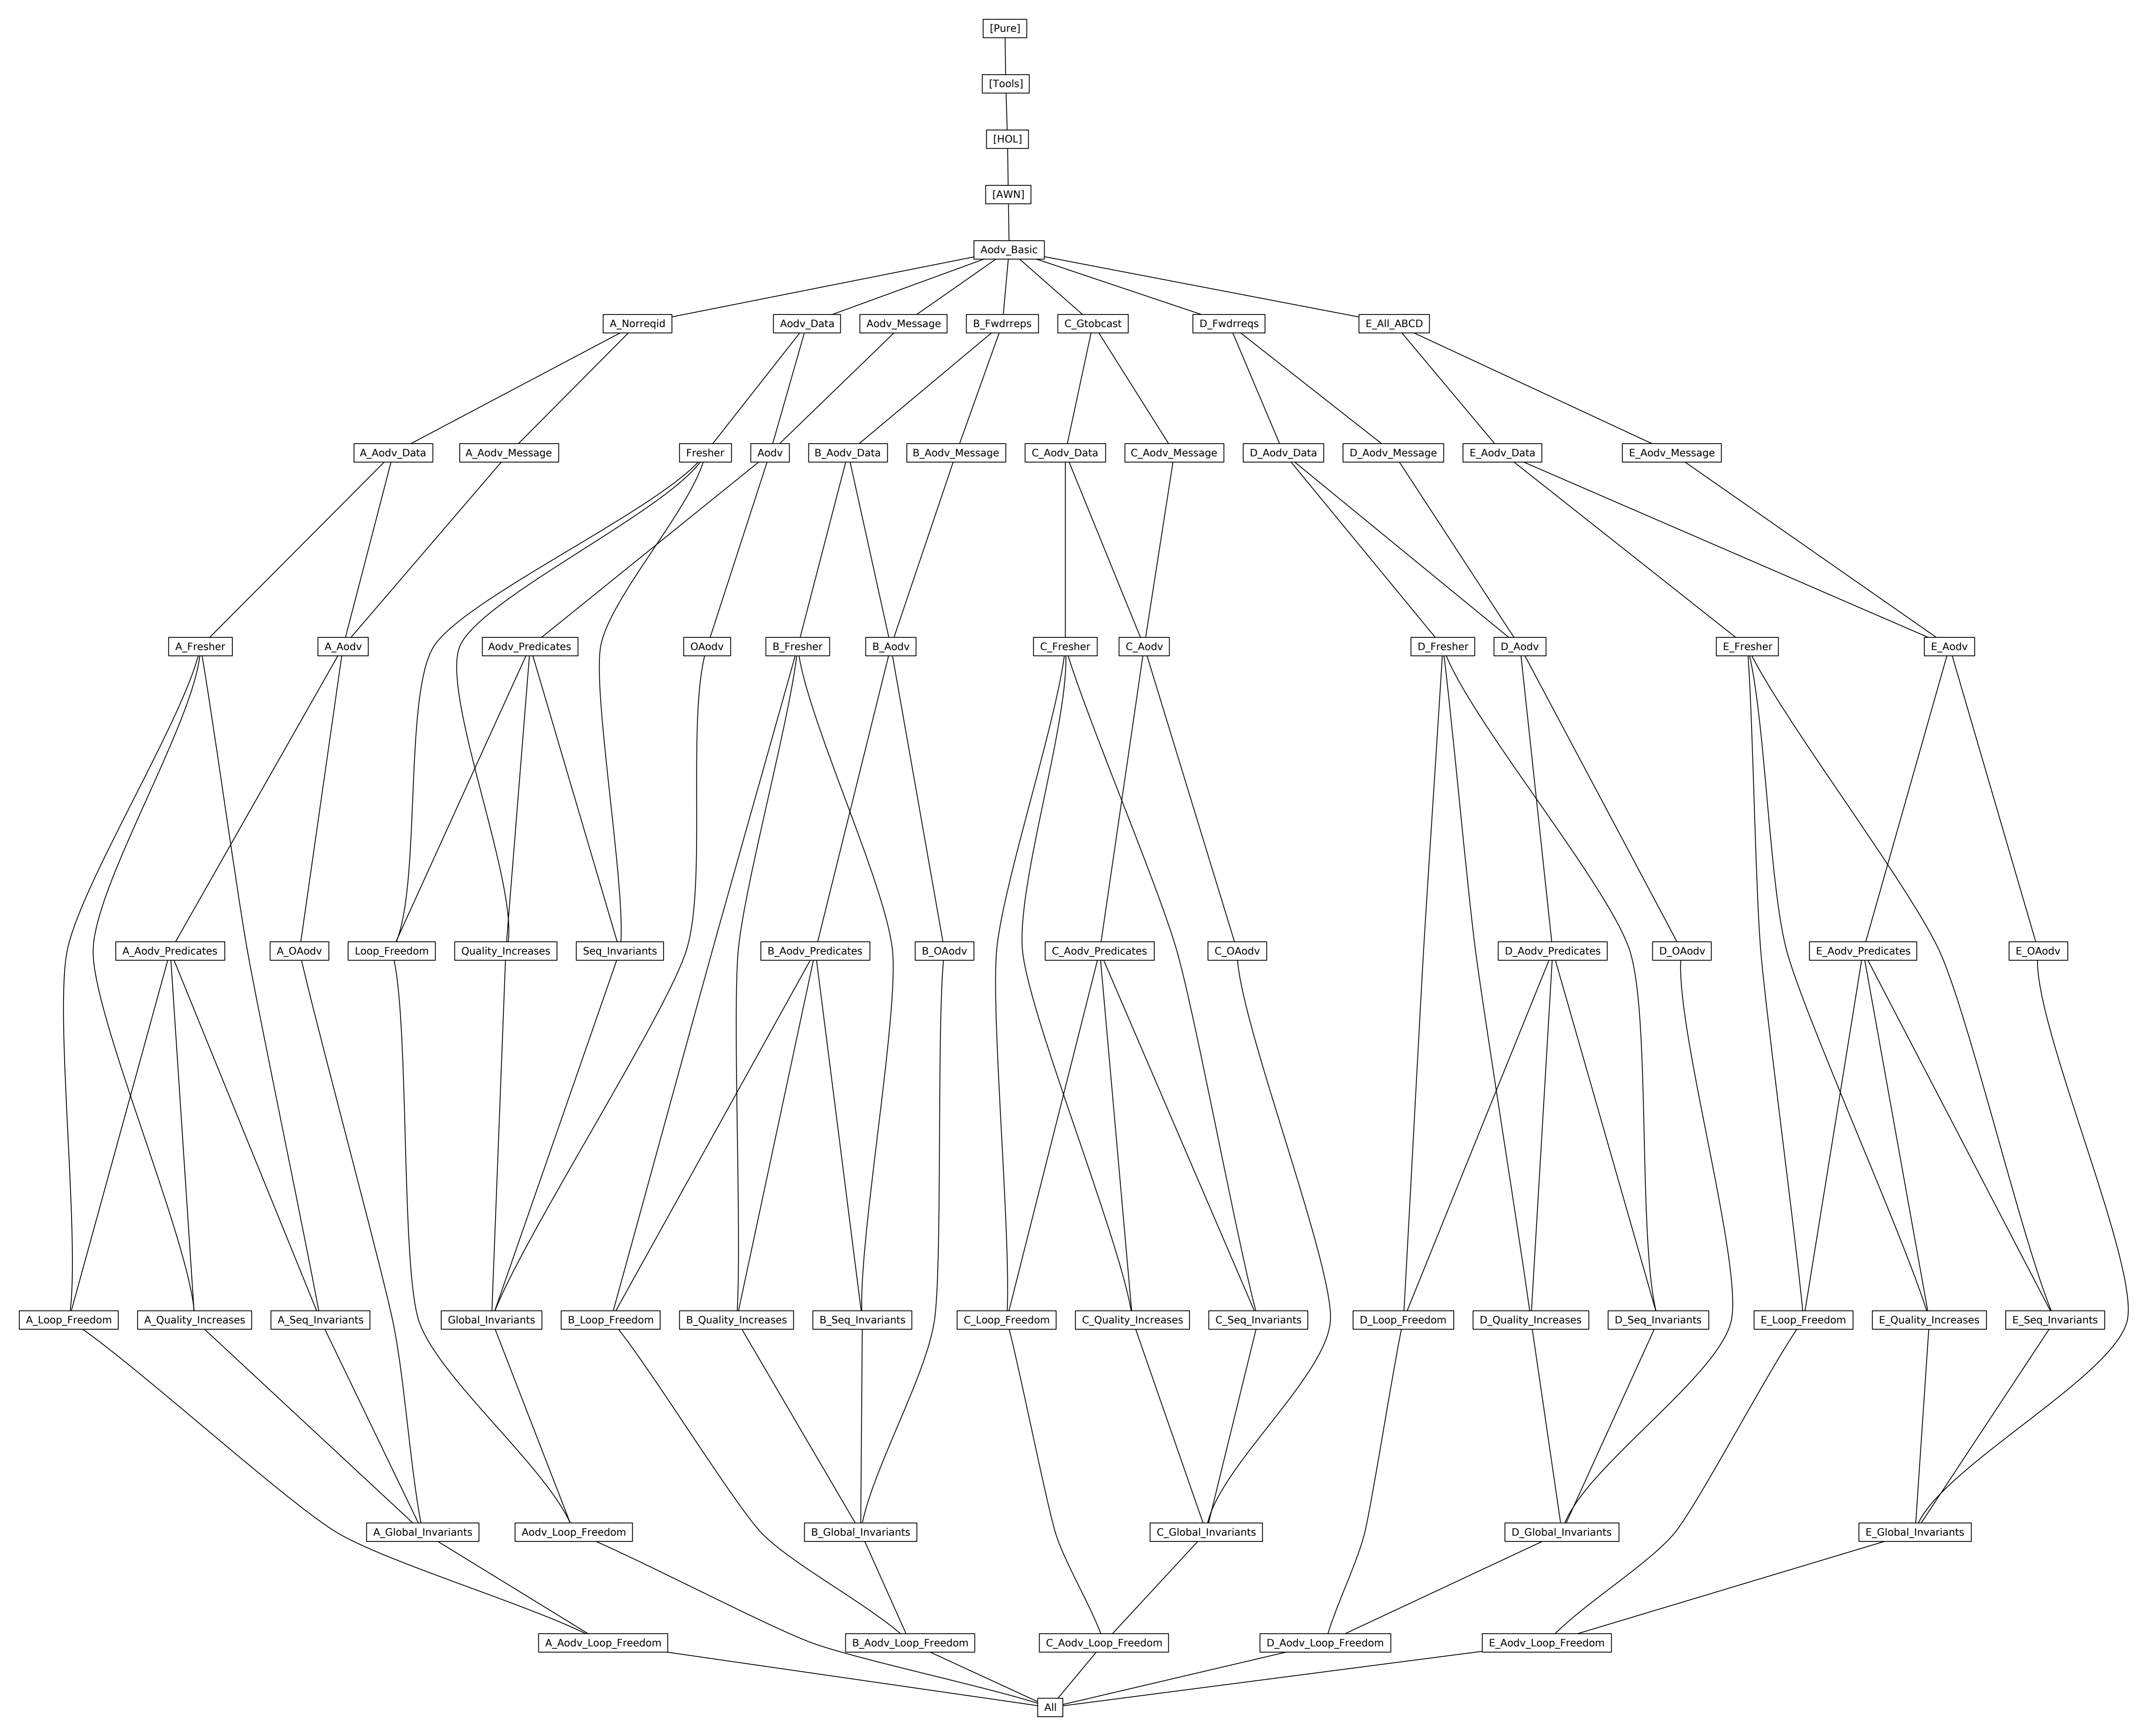 [Pure]
[Tools]
[HOL]
[AWN]
Aodv_Basic
A_Norreqid
Aodv_Data
Aodv_Message
B_Fwdrreps
C_Gtobcast
D_Fwdrreqs
E_All_ABCD
A_Aodv_Data
A_Aodv_Message
Fresher
Aodv
B_Aodv_Data
B_Aodv_Message
C_Aodv_Data
C_Aodv_Message
D_Aodv_Data
D_Aodv_Message
E_Aodv_Data
E_Aodv_Message
A_Fresher
A_Aodv
Aodv_Predicates
OAodv
B_Fresher
B_Aodv
C_Fresher
C_Aodv
D_Fresher
D_Aodv
E_Fresher
E_Aodv
A_Aodv_Predicates
A_OAodv
Loop_Freedom
Quality_Increases
Seq_Invariants
B_Aodv_Predicates
B_OAodv
C_Aodv_Predicates
C_OAodv
D_Aodv_Predicates
D_OAodv
E_Aodv_Predicates
E_OAodv
A_Loop_Freedom
A_Quality_Increases
A_Seq_Invariants
Global_Invariants
B_Loop_Freedom
B_Quality_Increases
B_Seq_Invariants
C_Loop_Freedom
C_Quality_Increases
C_Seq_Invariants
D_Loop_Freedom
D_Quality_Increases
D_Seq_Invariants
E_Loop_Freedom
E_Quality_Increases
E_Seq_Invariants
A_Global_Invariants
Aodv_Loop_Freedom
B_Global_Invariants
C_Global_Invariants
D_Global_Invariants
E_Global_Invariants
A_Aodv_Loop_Freedom
B_Aodv_Loop_Freedom
C_Aodv_Loop_Freedom
D_Aodv_Loop_Freedom
E_Aodv_Loop_Freedom
All